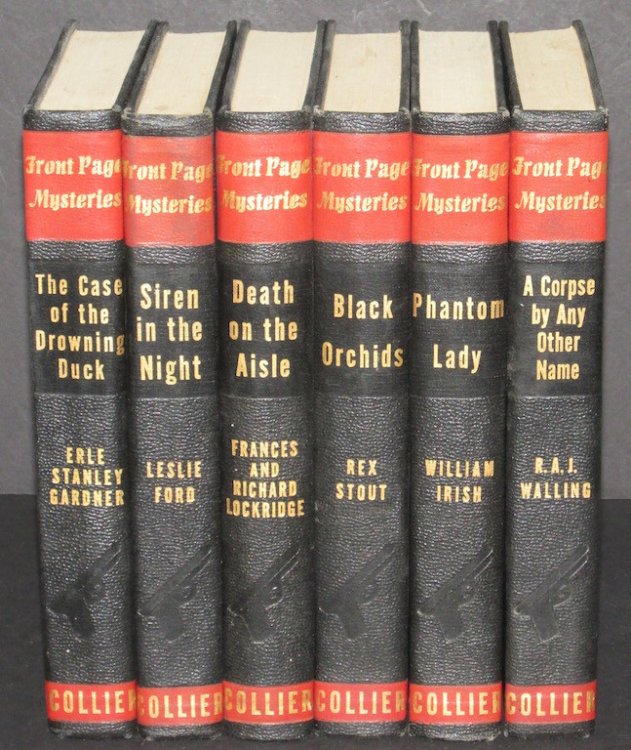 Front Page
Mysteries
The Case
of the
Drowning
Duck
ERLE
STANLEY
GARDNER
COLLIER
Front Page
Mysteries
Siren
in the
Night
LESLIE
FORD
COLLIER
Front Page
Mysteries
Death
on the
Aisle
FRANCES
AND
RICHARD
LOCKRIDGE
COLLIER
Front Page
Mysteries
Black
Orchids
REX
STOUT
COLLIER
Front Page
Mysteries
Phantom
Lady
WILLIAM
IRISH
COLLIER
Front Page
Mysteries
A Corpse
by Any
Other
Name
R.A.J.
WALLING
COLLIER